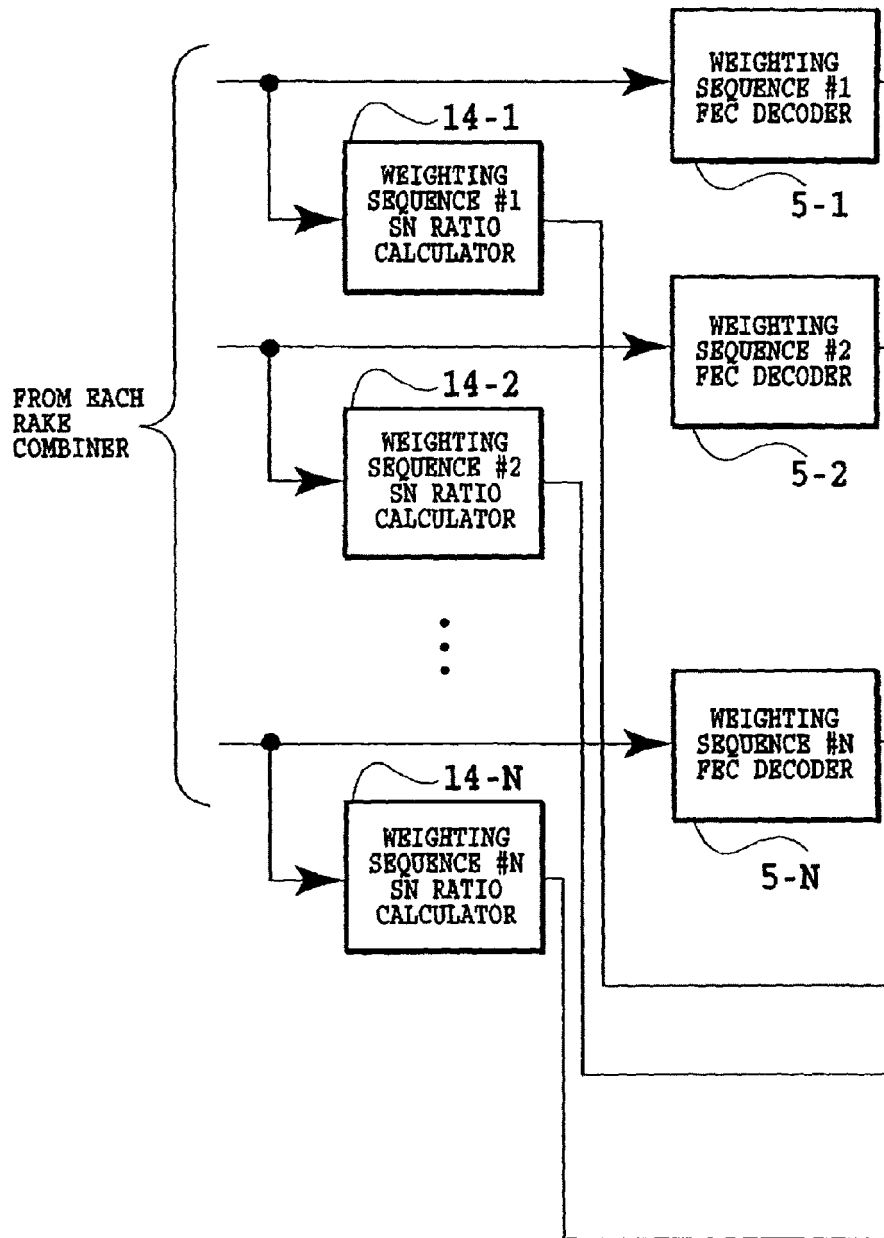 WEIGHTING
SEQUENCE #1
FEC DECODER
5-1
14-1
WEIGHTING
SEQUENCE #1
SN RATIO
CALCULATOR
WEIGHTING
SEQUENCE #2
FEC DECODER
5-2
14-2
WEIGHTING
SEQUENCE #2
SN RATIO
CALCULATOR
FROM EACH
RAKE
COMBINER
WEIGHTING
SEQUENCE #N
FEC DECODER
5-N
14-N
WEIGHTING
SEQUENCE #N
SN RATIO
CALCULATOR